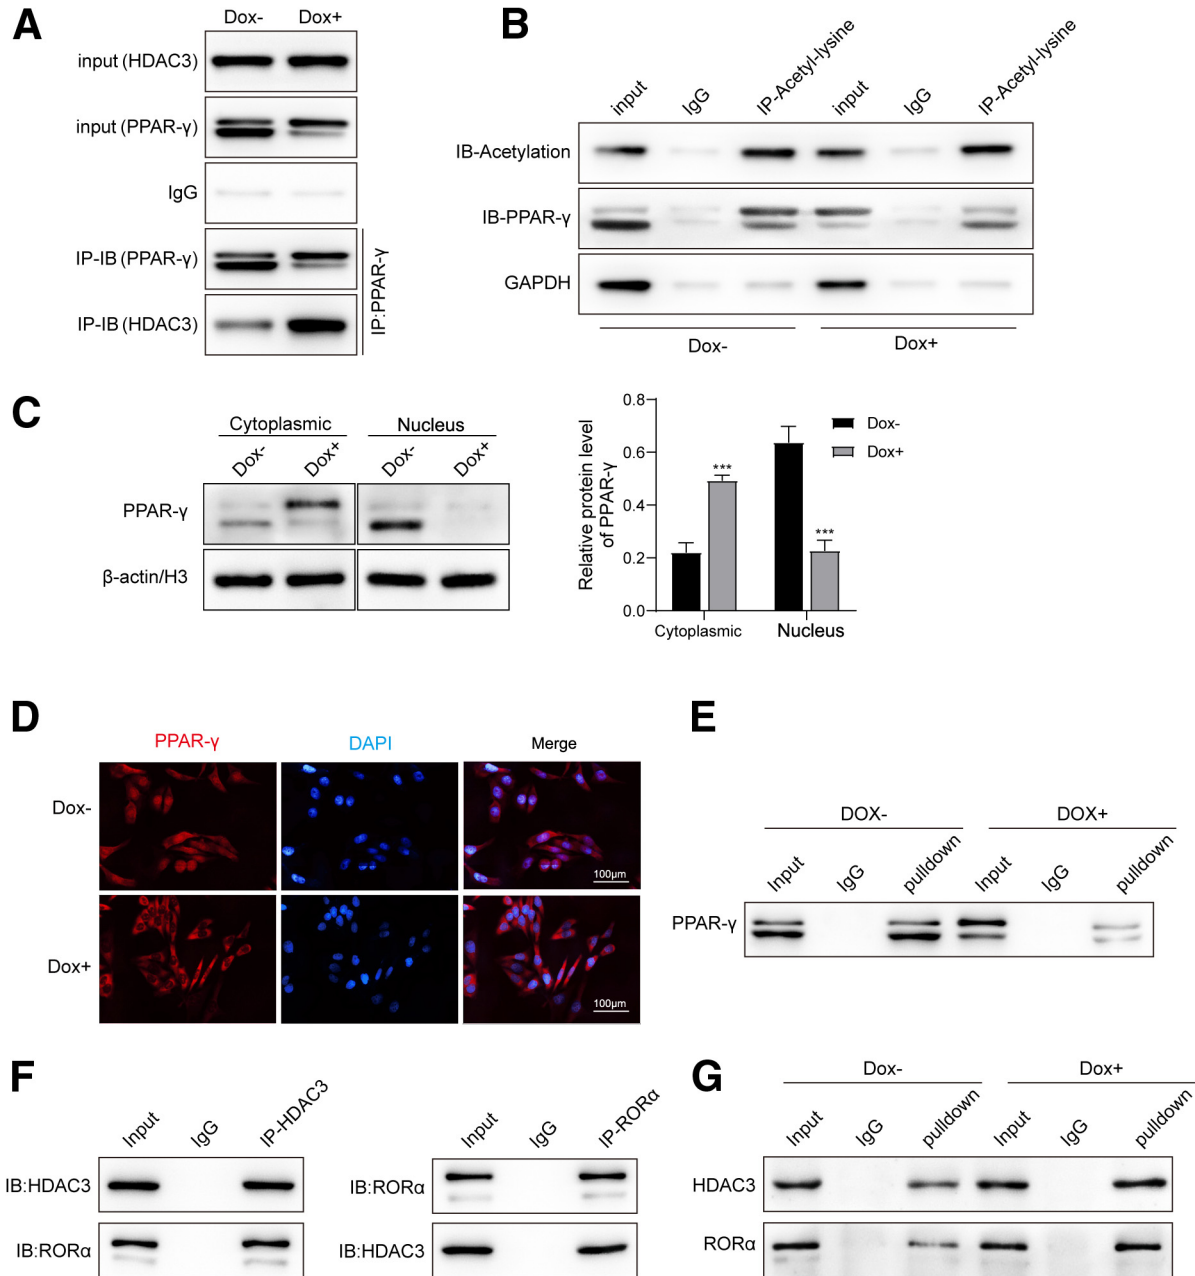 A
Dox- Dox+
input (HDAC3)
input (PPAR-γ)
IgG
IP-IB (PPAR-γ)
IP-IB (HDAC3)
IP:PPAR-γ
B
input IgG IP-Acetyl-lysine input IgG IP-Acetyl-lysine
IB-Acetylation
IB-PPAR-γ
GAPDH
Dox- Dox+
C
Cytoplasmic Nucleus
Dox- Dox+ Dox- Dox+
PPAR-γ
β-actin/H3
Relative protein level
of PPAR-γ
0.8
0.6
0.4
0.2
0.0
*** ***
Dox-
Dox+
Cytoplasmic Nucleus
D
PPAR-γ DAPI Merge
Dox-
100μm
Dox+
100μm
E
DOX- DOX+
Input IgG pulldown Input IgG pulldown
PPAR-γ
F
Input IgG IP-HDAC3
IB:HDAC3
IB:RORα
Input IgG IP-RORα
IB:RORα
IB:HDAC3
G
Dox- Dox+
Input IgG pulldown Input IgG pulldown
HDAC3
RORα